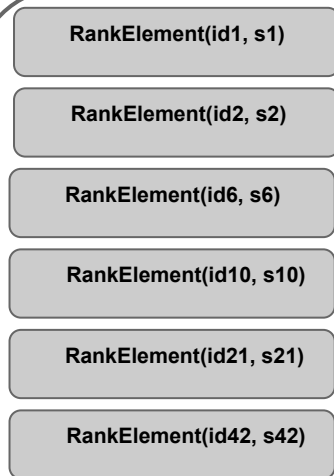 RankElement(id1, s1)
RankElement(id2, s2)
RankElement(id6, s6)
RankElement(id10, s10)
RankElement(id21, s21)
RankElement(id42, s42)